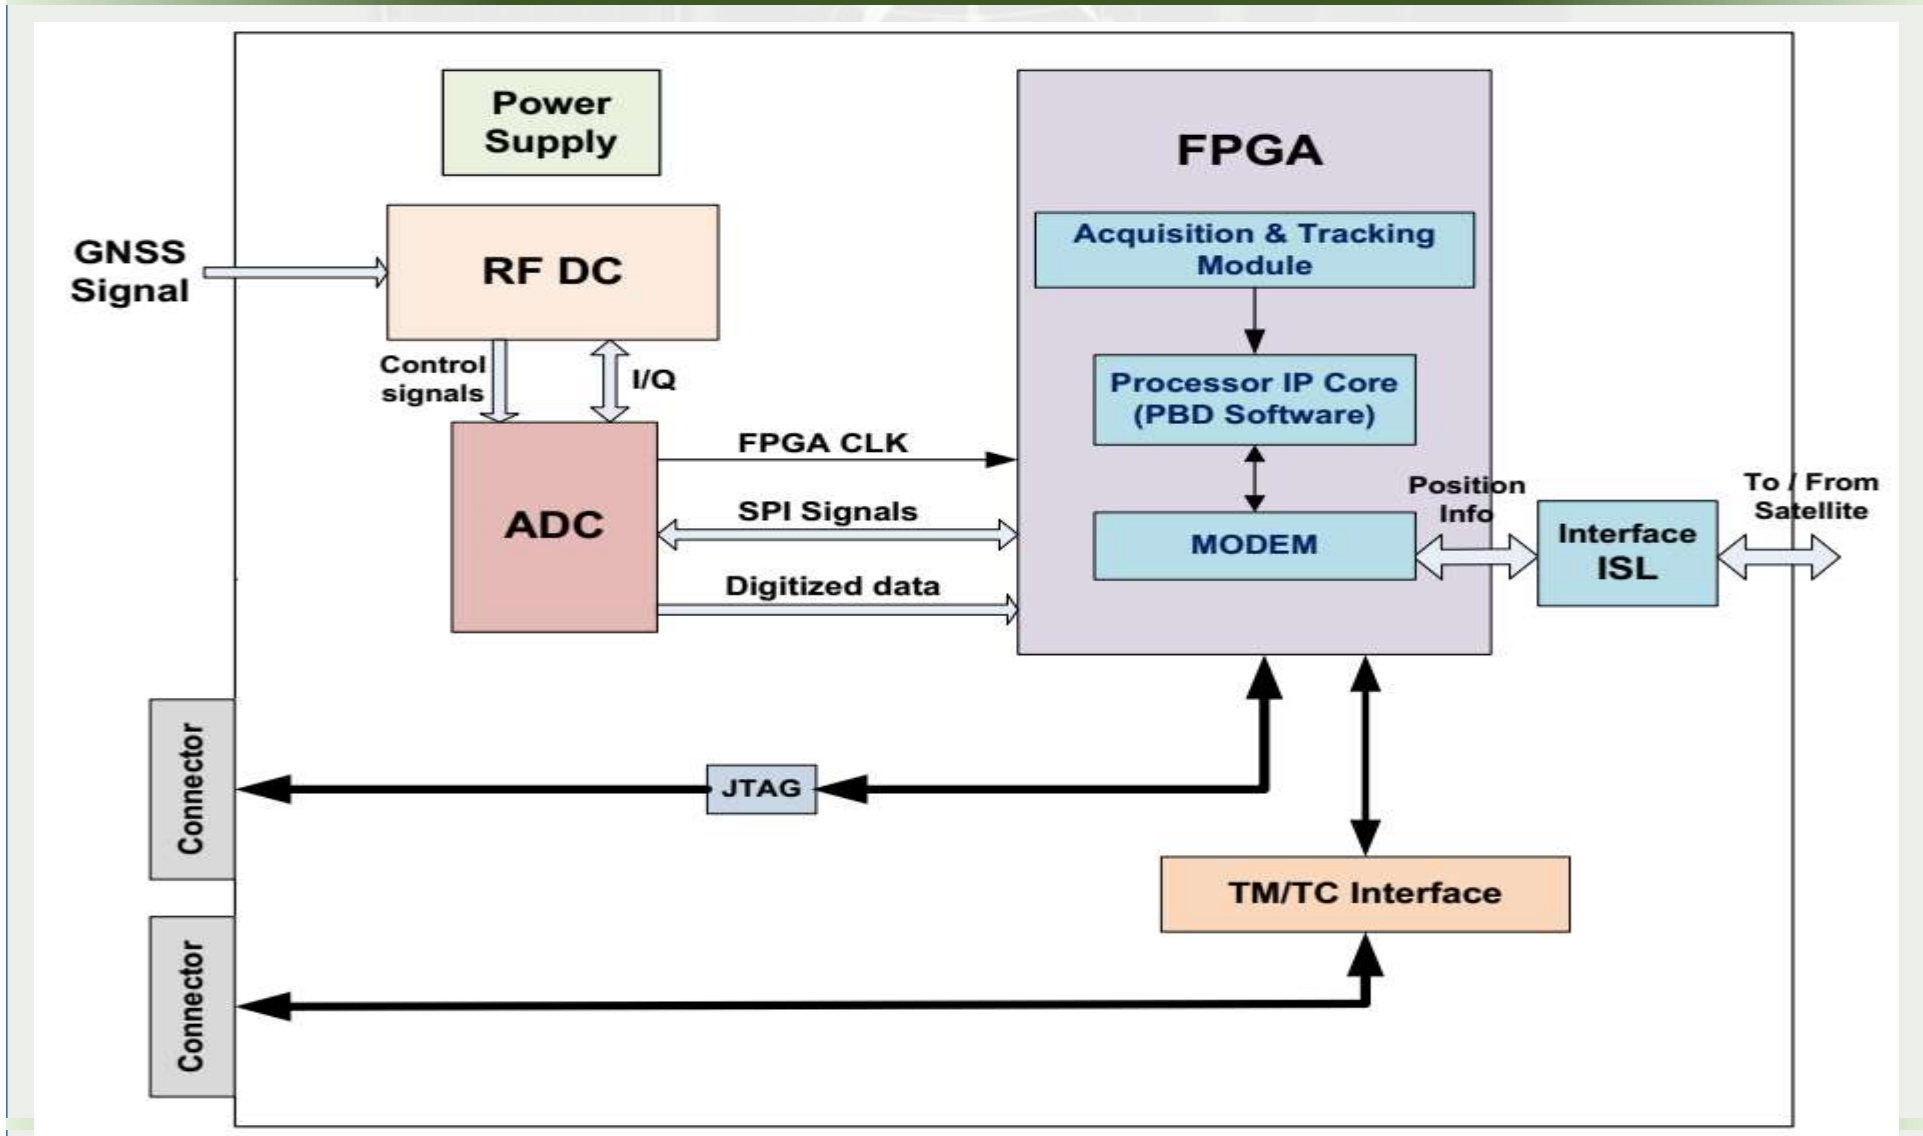 Power
Supply
FPGA
GNSS
Signal
RF DC
Acquisition & Tracking
Module
Control
signals
I/Q
Processor IP Core
(PBD Software)
FPGA CLK
ADC
SPI Signals
MODEM
Position
Info
Interface
ISL
To / From
Satellite
Digitized data
Connector
JTAG
TM/TC Interface
Connector